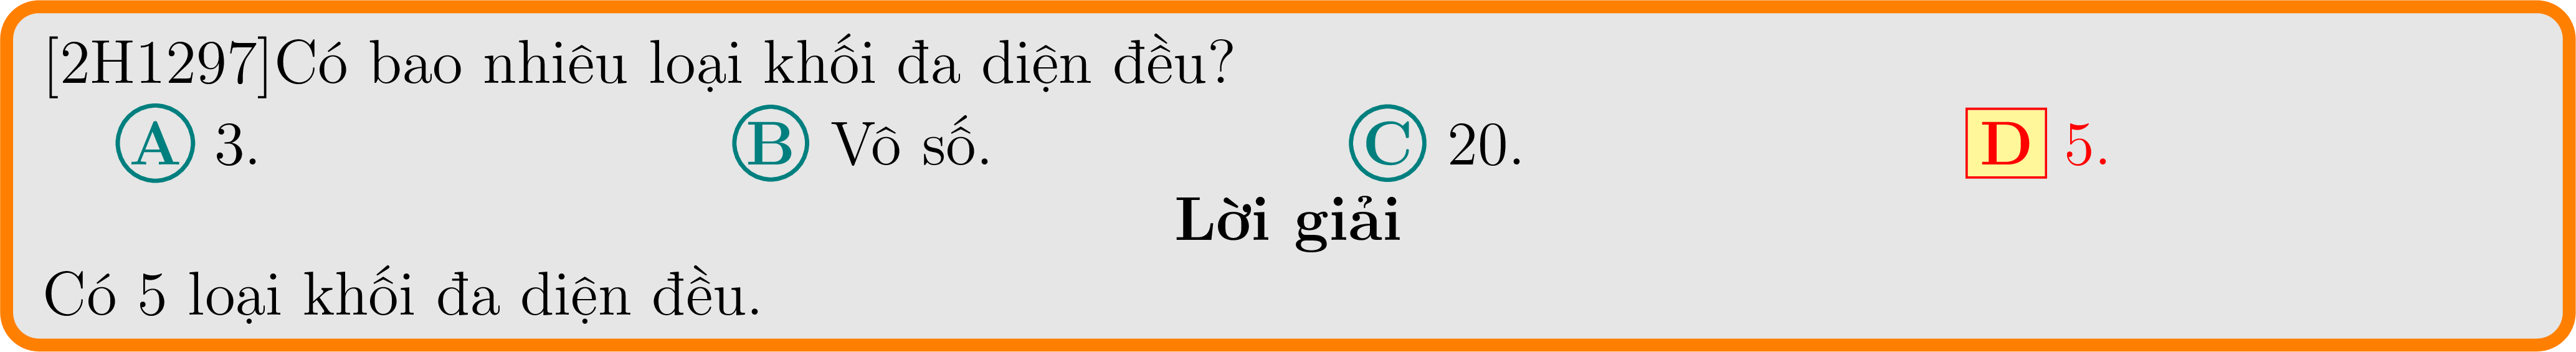 [2H1297]Có bao nhiêu loại khối đa diện đều?
A 3. B Vô số. C 20. D 5.
Lời giải
Có 5 loại khối đa diện đều.